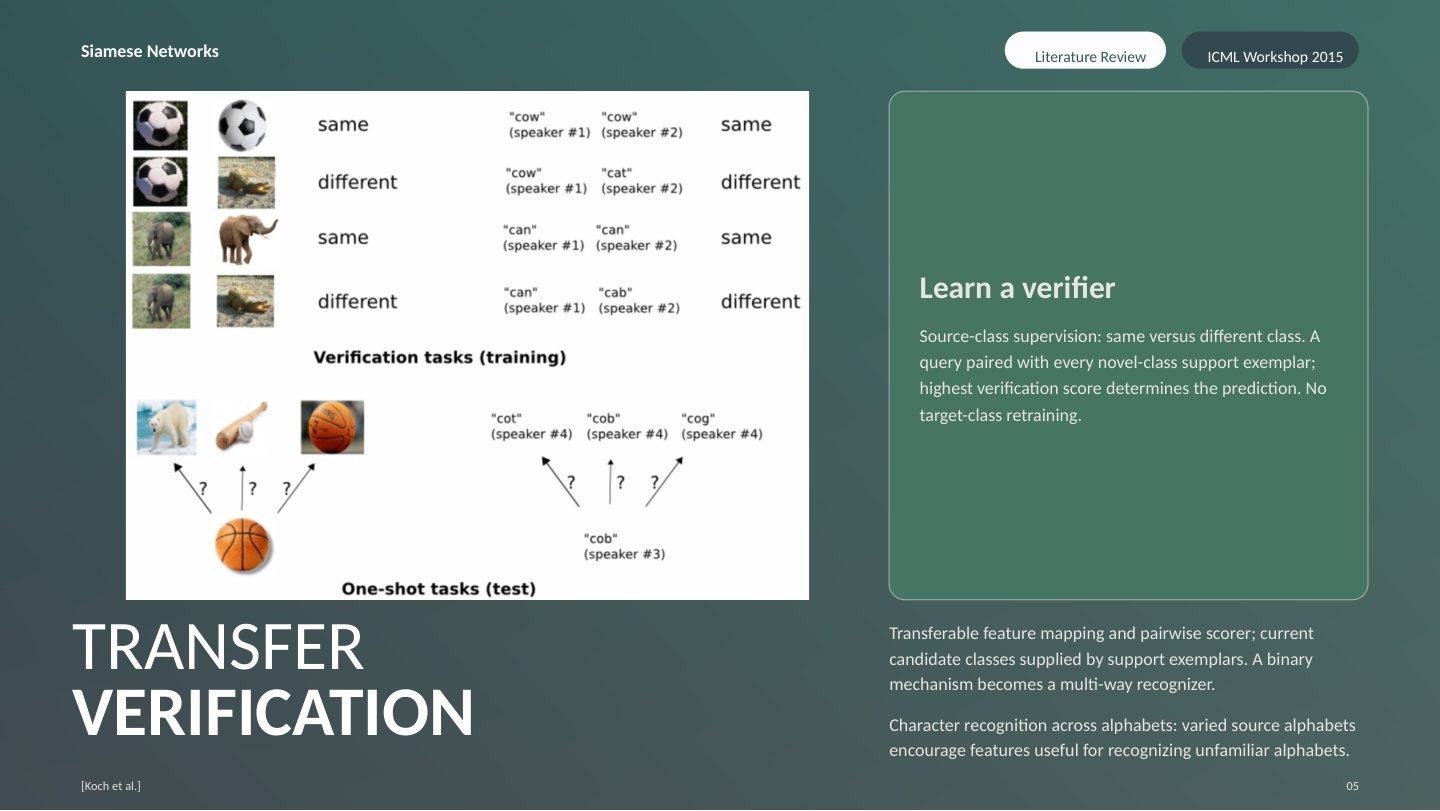 Siamese Networks
Literature Review
ICML Workshop 2015
same
"cow" (speaker #1)
"cow" (speaker #2)
same
different
"cow" (speaker #1)
"cat" (speaker #2)
different
same
"can" (speaker #1)
"can" (speaker #2)
same
different
"can" (speaker #1)
"cab" (speaker #2)
different
Verification tasks (training)
"cot" (speaker #4)
"cob" (speaker #4)
"cog" (speaker #4)
? ? ?
? ? ?
"cob" (speaker #3)
One-shot tasks (test)
Learn a verifier
Source-class supervision: same versus different class. A
query paired with every novel-class support exemplar;
highest verification score determines the prediction. No
target-class retraining.
TRANSFER
VERIFICATION
Transferable feature mapping and pairwise scorer; current
candidate classes supplied by support exemplars. A binary
mechanism becomes a multi-way recognizer.
Character recognition across alphabets: varied source alphabets
encourage features useful for recognizing unfamiliar alphabets.
[Koch et al.]
05